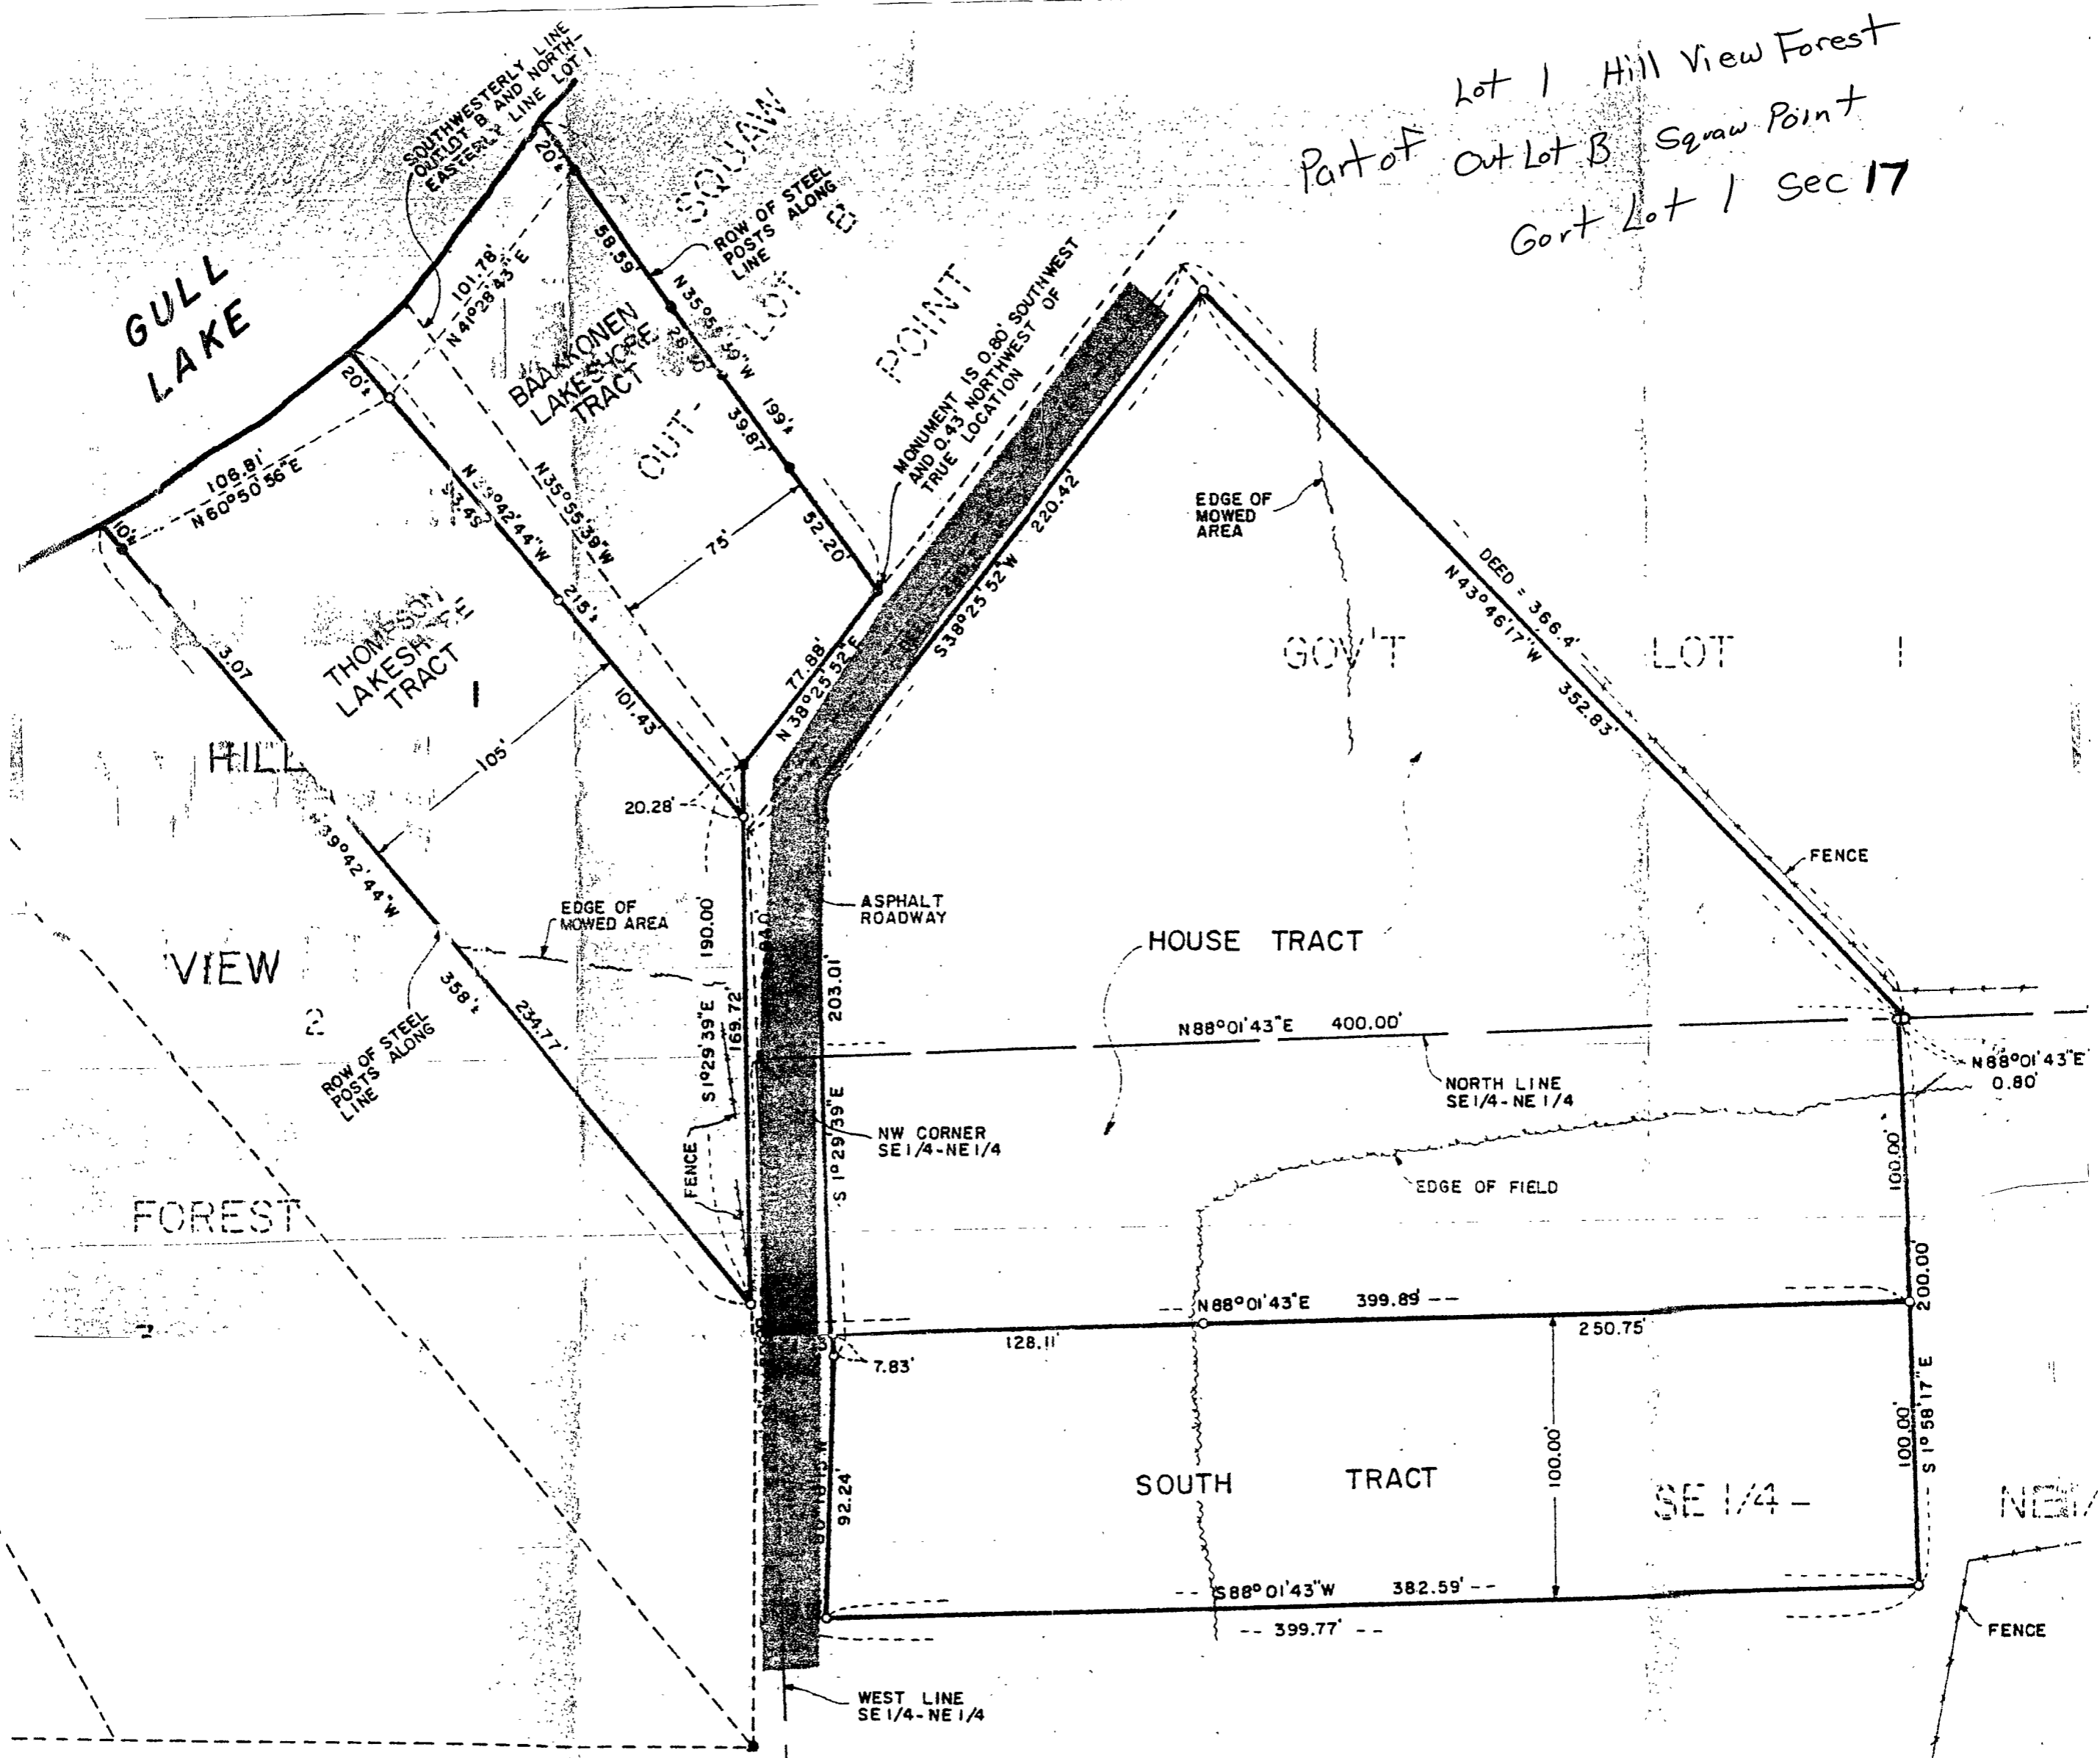 Lot 1 Hill View Forest
Part of Out Lot B Squaw Point
Gort Lot 1 Sec 17
SOUTHWESTERLY LINE
OUTLOT B, AND NORTH-
EASTERLY LINE LOT 1
GULL
LAKE
20'±
101.78'
N41°28'43"E
58.59'
SQUAW
ROW OF STEEL
POSTS ALONG
LINE
OUT-
LOT
B
POINT
BAAKKONEN
LAKESHORE
TRACT
199'±
39.87'
52.20'
75'
N35°55'39"W
MONUMENT IS 0.80' SOUTHWEST
AND 0.43' NORTHWEST OF
TRUE LOCATION
20'±
106.81'
N60°50'56"E
10'±
215'±
101.43'
THOMPSON
LAKESHORE
TRACT
1
3.07
105'
N39°42'44"W
HILL
VIEW
2
FOREST
77.88'
N38°25'52"E
220.42'
S38°25'52"W
EDGE OF
MOWED
AREA
DEED = 366.4'
N43°46'17"W
352.83'
GOV'T LOT 1
FENCE
20.28'
EDGE OF
MOWED AREA
190.00'
S1°29'39"E
169.72'
ASPHALT
ROADWAY
203.01'
S1°29'39"E
HOUSE TRACT
N88°01'43"E 400.00'
NORTH LINE
SE1/4-NE1/4
N88°01'43"E
0.80'
358'±
234.77'
ROW OF STEEL
POSTS ALONG
LINE
FENCE
NW CORNER
SE1/4-NE1/4
EDGE OF FIELD
100.00'
200.00'
N88°01'43"E 399.89'
128.11'
250.75'
7.83'
92.24'
SOUTH TRACT
100.00'
SE1/4-
100.00'
S1°58'17"E
S88°01'43"W 382.59'
399.77'
FENCE
WEST LINE
SE1/4-NE1/4